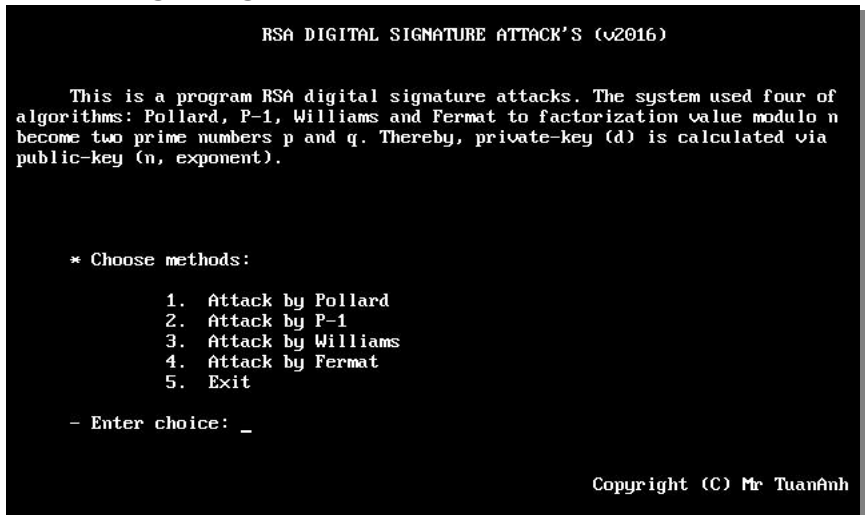 RSA DIGITAL SIGNATURE ATTACK'S (v2016)
This is a program RSA digital signature attacks. The system used four of
algorithms: Pollard, P-1, Williams and Fermat to factorization value modulo n
become two prime numbers p and q. Thereby, private-key (d) is calculated via
public-key (n, exponent).
* Choose methods:
1. Attack by Pollard
2. Attack by P-1
3. Attack by Williams
4. Attack by Fermat
5. Exit
- Enter choice: _
Copyright (C) Mr TuanAnh